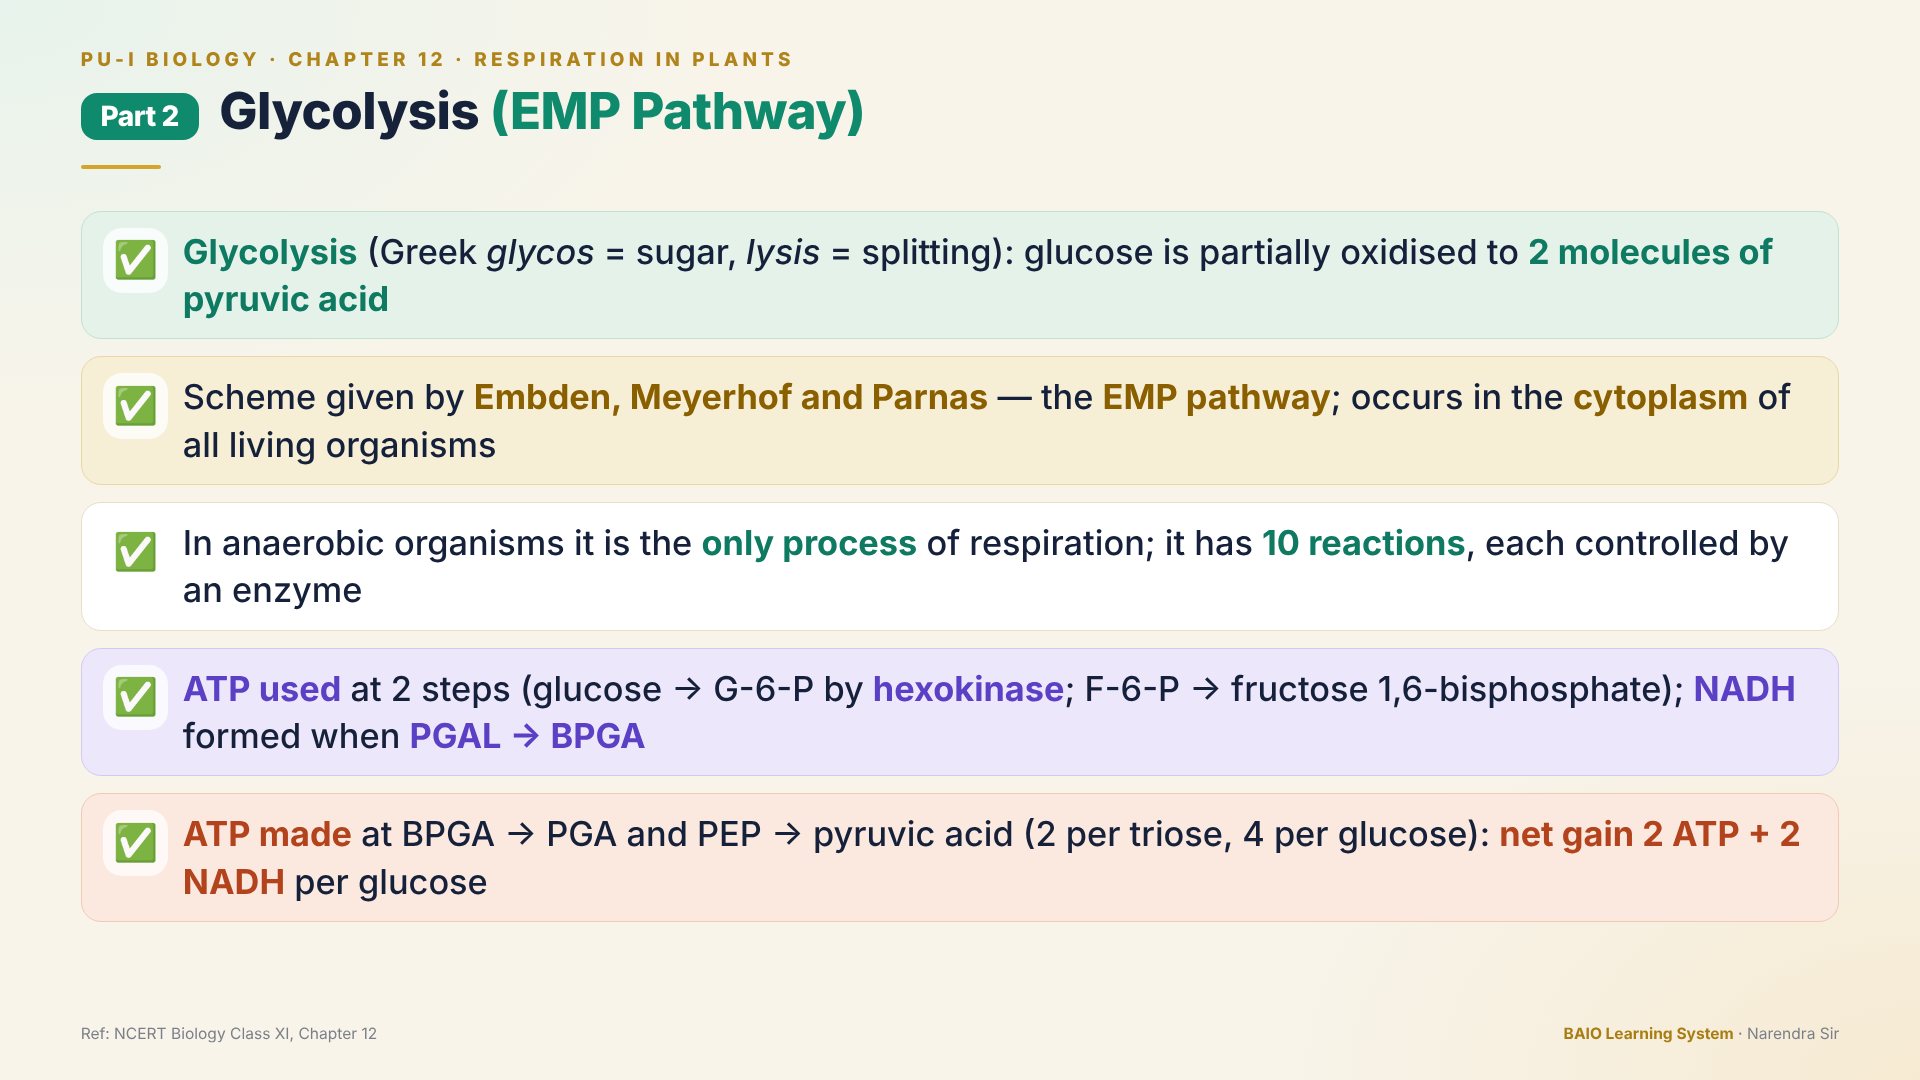 PU-I BIOLOGY · CHAPTER 12 · RESPIRATION IN PLANTS
Part 2 Glycolysis (EMP Pathway)
✅ Glycolysis (Greek glycos = sugar, lysis = splitting): glucose is partially oxidised to 2 molecules of
pyruvic acid
✅ Scheme given by Embden, Meyerhof and Parnas — the EMP pathway; occurs in the cytoplasm of
all living organisms
✅ In anaerobic organisms it is the only process of respiration; it has 10 reactions, each controlled by
an enzyme
✅ ATP used at 2 steps (glucose → G-6-P by hexokinase; F-6-P → fructose 1,6-bisphosphate); NADH
formed when PGAL → BPGA
✅ ATP made at BPGA → PGA and PEP → pyruvic acid (2 per triose, 4 per glucose): net gain 2 ATP + 2
NADH per glucose
Ref: NCERT Biology Class XI, Chapter 12
BAIO Learning System · Narendra Sir